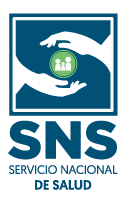 SNS
SERVICIO NACIONAL
DE SALUD